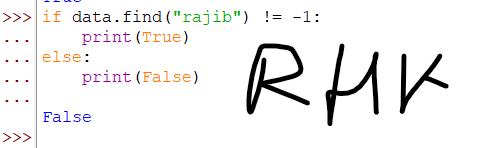 >>> if data.find("rajib") != -1:
...     print(True)
... else:
...     print(False)
...
False
>>>
RHK